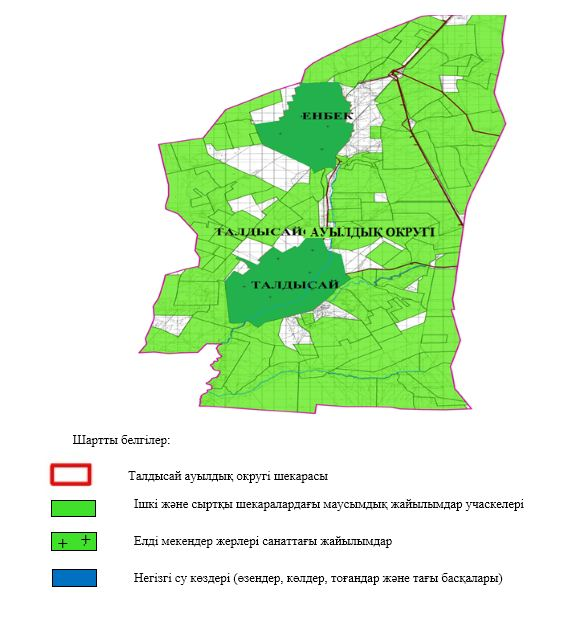 ЕНБЕК
ТАЛДЫСАЙ АУЫЛДЫҚ ОКРУГІ
ТАЛДЫСАЙ
Шартты белгілер:
Талдысай ауылдық округі шекарасы
Ішкі және сыртқы шекаралардағы маусымдық жайылымдар учаскелері
Елді мекендер жерлері санаттағы жайылымдар
Негізгі су көздері (өзендер, көлдер, тоғандар және тағы басқалары)